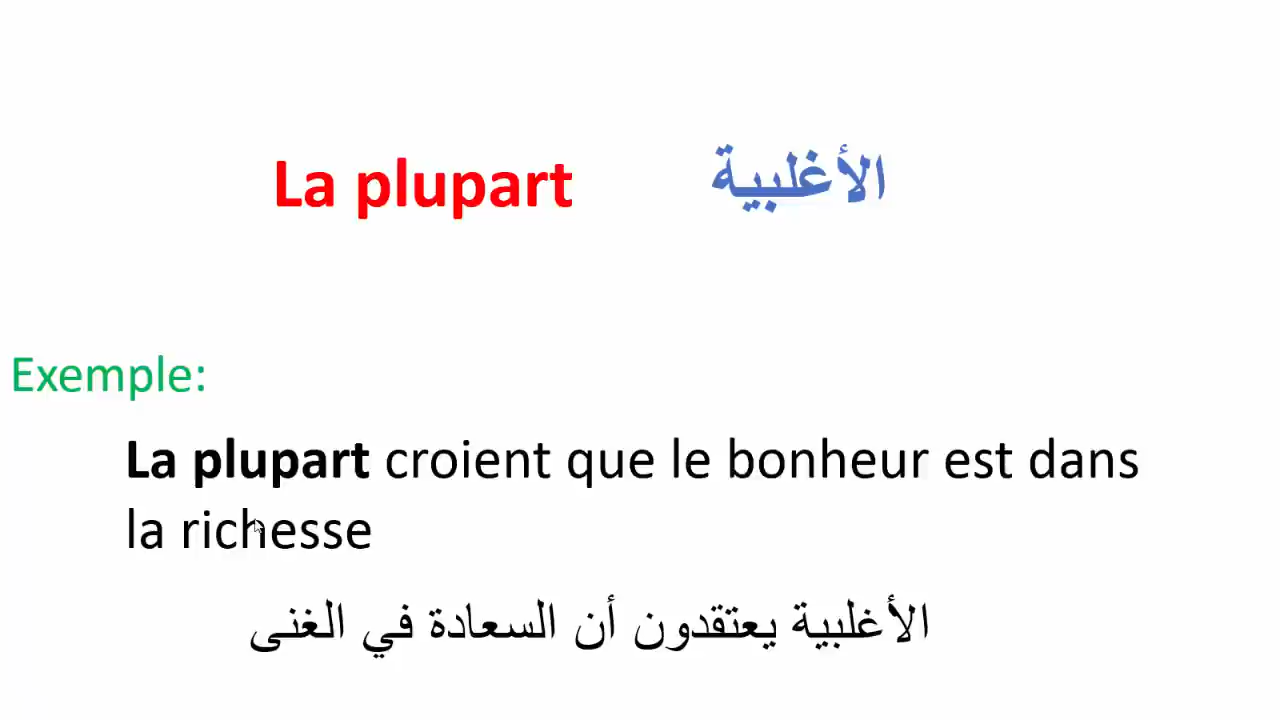 La plupart الأغلبية
Exemple:
La plupart croient que le bonheur est dans
la richesse
الأغلبية يعتقدون أن السعادة في الغنى